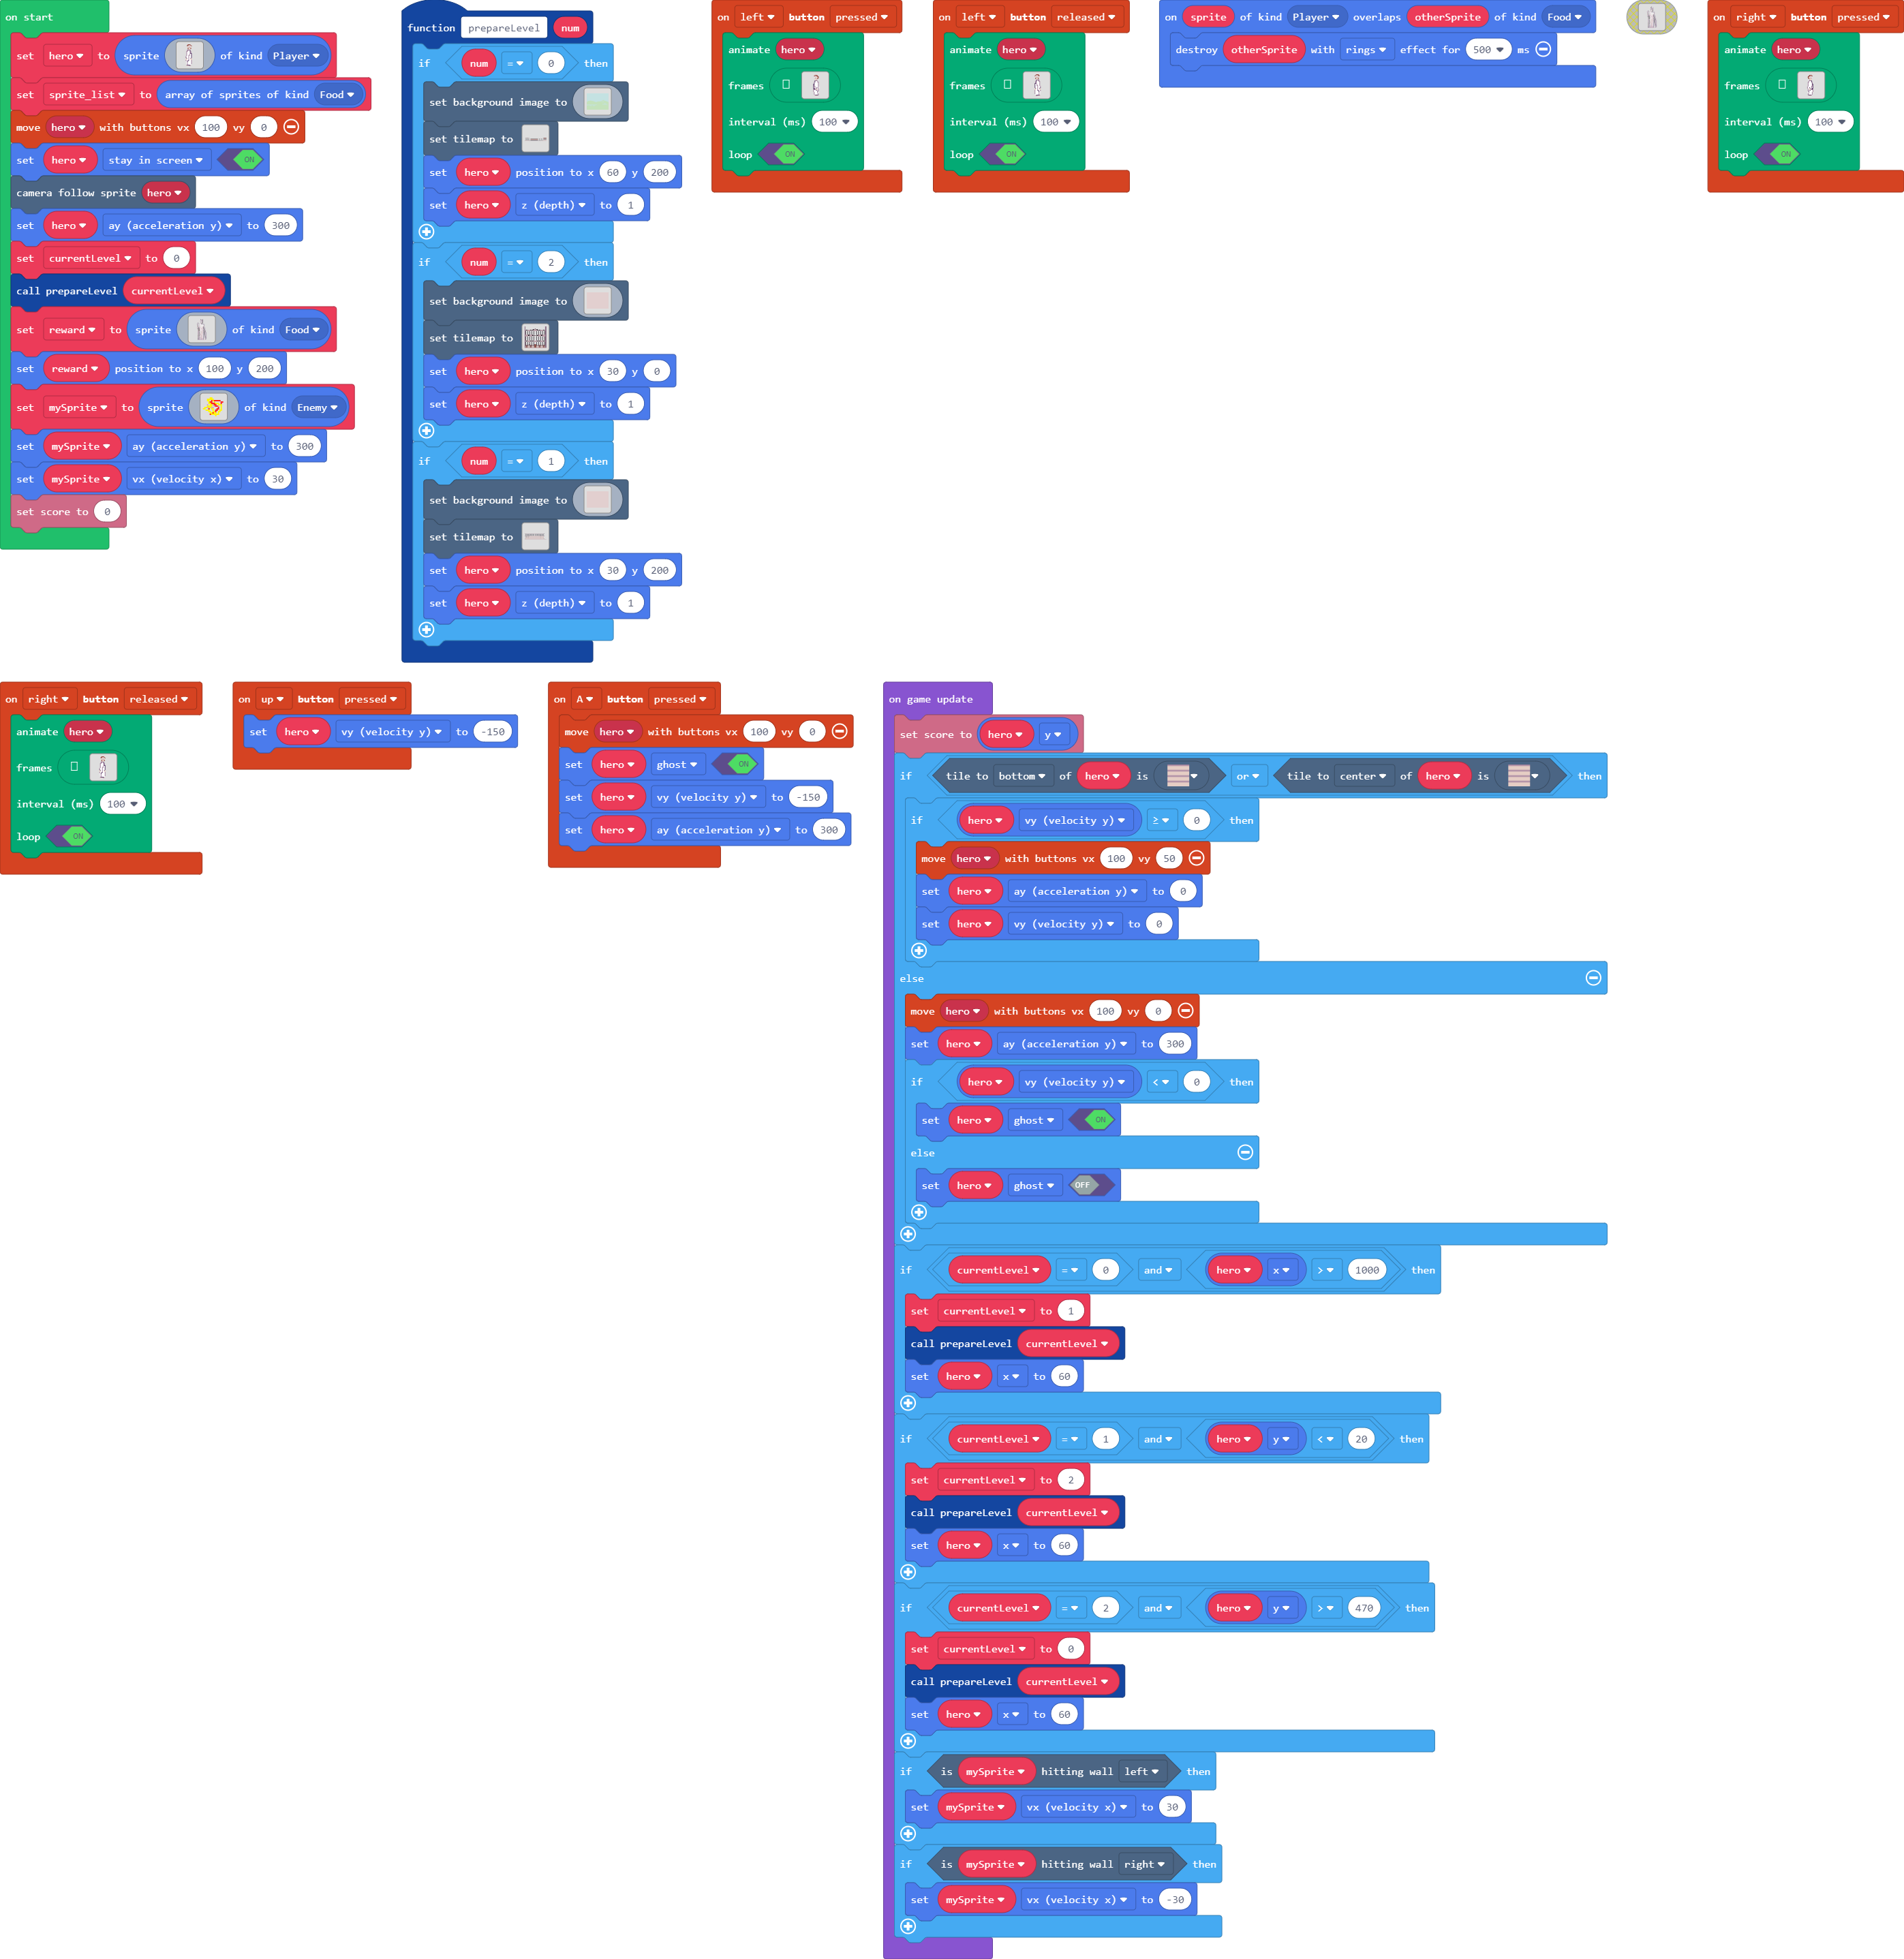 on start
set hero to sprite of kind Player
set sprite_list to array of sprites of kind Food
move hero with buttons vx 100 vy 0
set hero stay in screen ON
camera follow sprite hero
set hero ay (acceleration y) to 300
set currentLevel to 0
call prepareLevel currentLevel
set reward to sprite of kind Food
set reward position to x 100 y 200
set mySprite to sprite of kind Enemy
set mySprite ay (acceleration y) to 300
set mySprite vx (velocity x) to 30
set score to 0
function prepareLevel num
if num = 0 then
set background image to
set tilemap to
set hero position to x 60 y 200
set hero z (depth) to 1
if num = 2 then
set background image to
set tilemap to
set hero position to x 30 y 0
set hero z (depth) to 1
if num = 1 then
set background image to
set tilemap to
set hero position to x 30 y 200
set hero z (depth) to 1
on left button pressed
animate hero
frames
interval (ms) 100
loop ON
on left button released
animate hero
frames
interval (ms) 100
loop ON
on sprite of kind Player overlaps otherSprite of kind Food
destroy otherSprite with rings effect for 500 ms
on right button pressed
animate hero
frames
interval (ms) 100
loop ON
on right button released
animate hero
frames
interval (ms) 100
loop ON
on up button pressed
set hero vy (velocity y) to -150
on A button pressed
move hero with buttons vx 100 vy 0
set hero ghost ON
set hero vy (velocity y) to -150
set hero ay (acceleration y) to 300
on game update
set score to hero y
if tile to bottom of hero is or tile to center of hero is then
if hero vy (velocity y) ≥ 0 then
move hero with buttons vx 100 vy 50
set hero ay (acceleration y) to 0
set hero vy (velocity y) to 0
else
move hero with buttons vx 100 vy 0
set hero ay (acceleration y) to 300
if hero vy (velocity y) < 0 then
set hero ghost ON
else
set hero ghost OFF
if currentLevel = 0 and hero x > 1000 then
set currentLevel to 1
call prepareLevel currentLevel
set hero x to 60
if currentLevel = 1 and hero y < 20 then
set currentLevel to 2
call prepareLevel currentLevel
set hero x to 60
if currentLevel = 2 and hero y > 470 then
set currentLevel to 0
call prepareLevel currentLevel
set hero x to 60
if is mySprite hitting wall left then
set mySprite vx (velocity x) to 30
if is mySprite hitting wall right then
set mySprite vx (velocity x) to -30